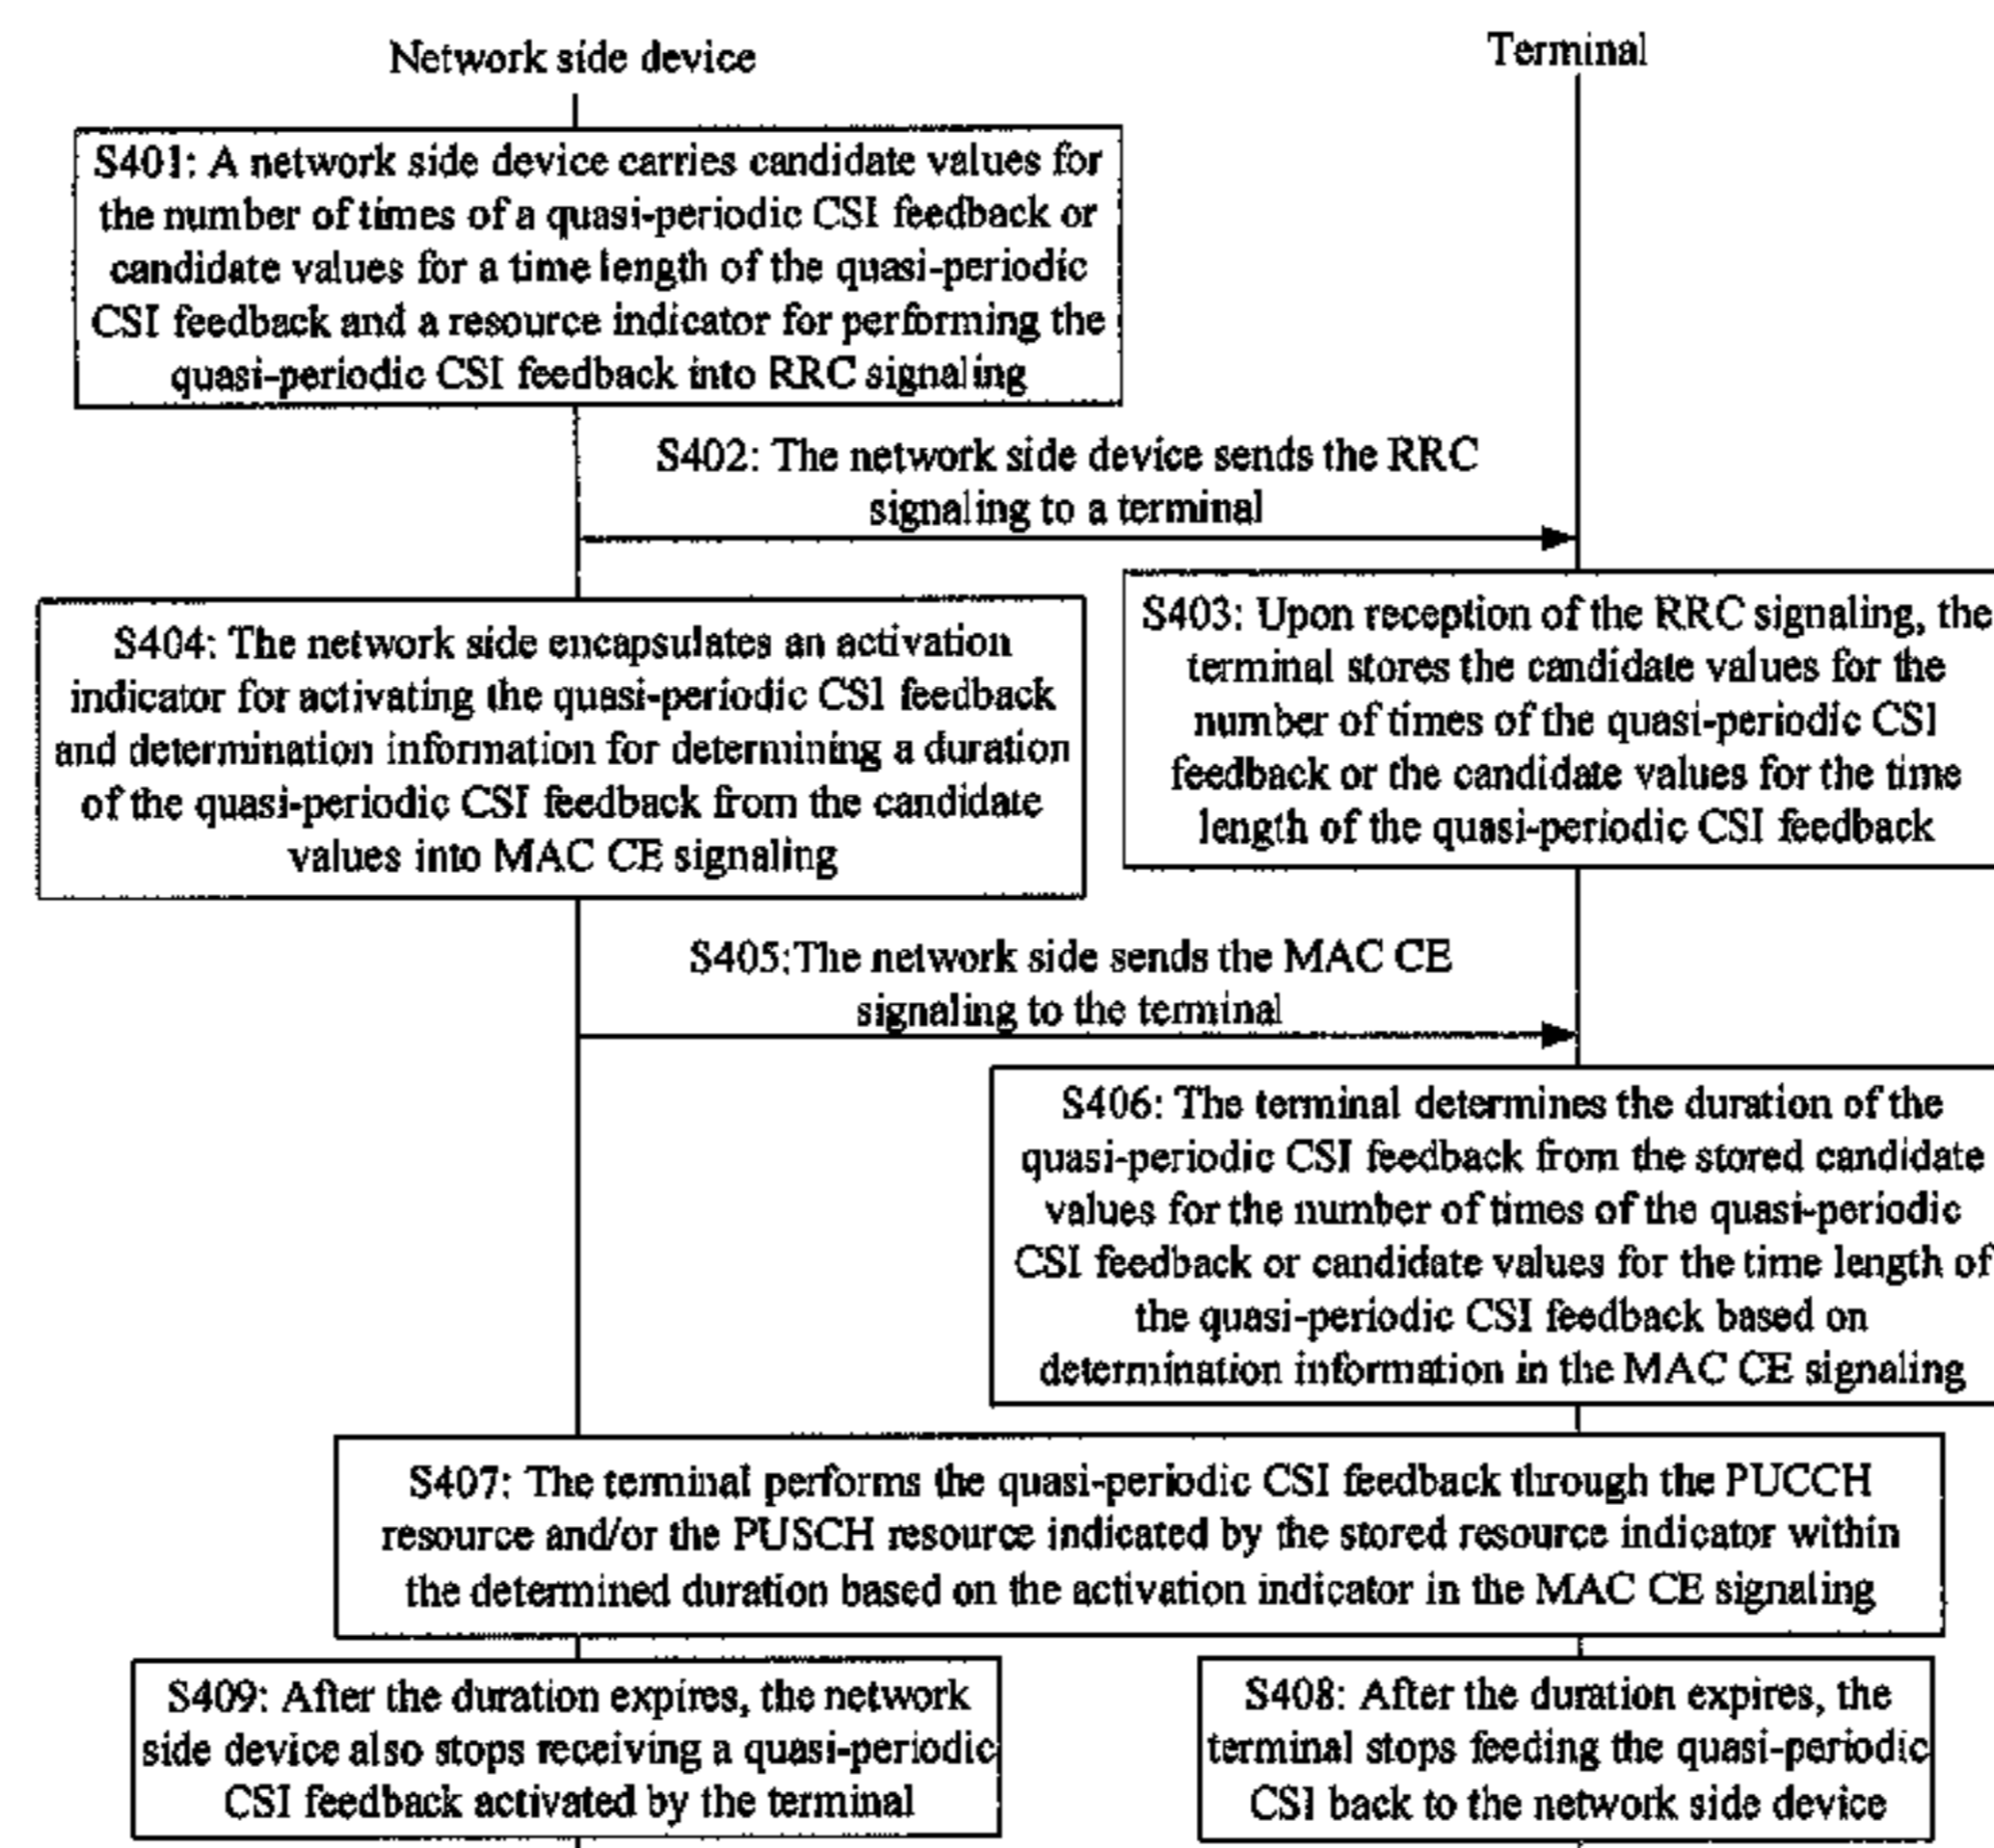 Network side device
Terminal
S401: A network side device carries candidate values for
the number of times of a quasi-periodic CSI feedback or
candidate values for a time length of the quasi-periodic
CSI feedback and a resource indicator for performing the
quasi-periodic CSI feedback into RRC signaling
S402: The network side device sends the RRC
signaling to a terminal
S403: Upon reception of the RRC signaling, the
terminal stores the candidate values for the
number of times of the quasi-periodic CSI
feedback or the candidate values for the time
length of the quasi-periodic CSI feedback
S404: The network side encapsulates an activation
indicator for activating the quasi-periodic CSI feedback
and determination information for determining a duration
of the quasi-periodic CSI feedback from the candidate
values into MAC CE signaling
S405:The network side sends the MAC CE
signaling to the terminal
S406: The terminal determines the duration of the
quasi-periodic CSI feedback from the stored candidate
values for the number of times of the quasi-periodic
CSI feedback or candidate values for the time length of
the quasi-periodic CSI feedback based on
determination information in the MAC CE signaling
S407: The terminal performs the quasi-periodic CSI feedback through the PUCCH
resource and/or the PUSCH resource indicated by the stored resource indicator within
the determined duration based on the activation indicator in the MAC CE signaling
S409: After the duration expires, the network
side device also stops receiving a quasi-periodic
CSI feedback activated by the terminal
S408: After the duration expires, the
terminal stops feeding the quasi-periodic
CSI back to the network side device